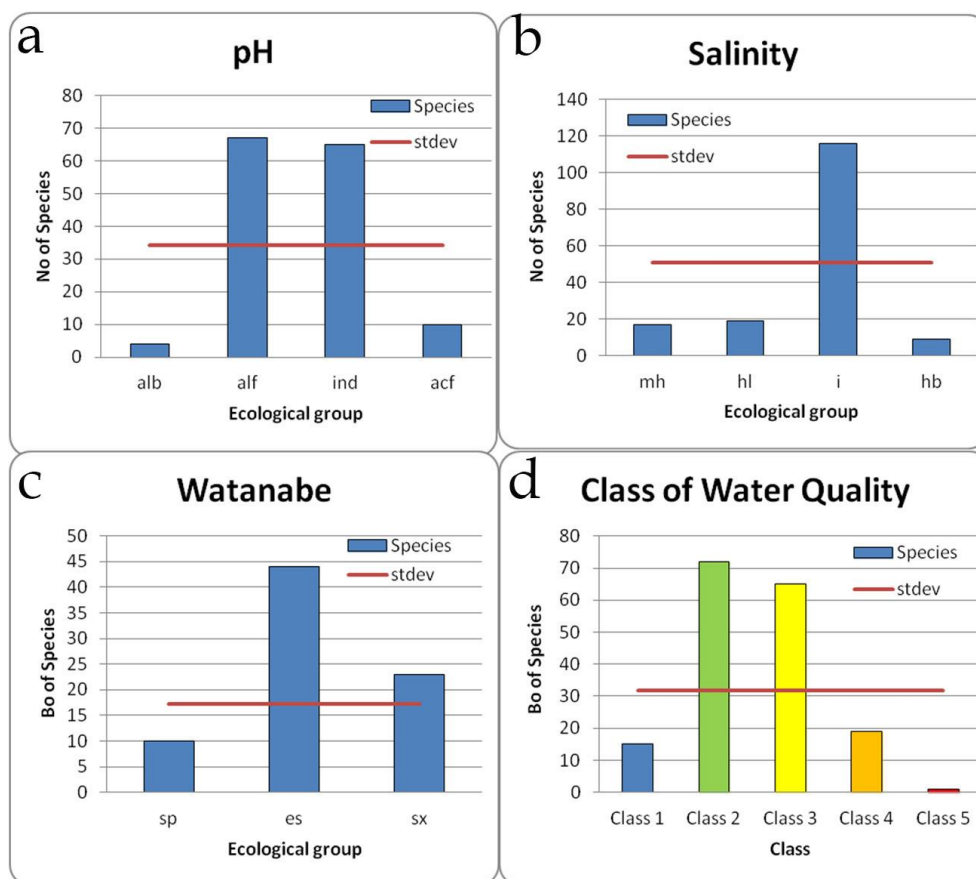 a
pH
No of Species
80
70
60
50
40
30
20
10
0
Species
stdev
alb alf ind acf
Ecological group
b
Salinity
No of Species
140
120
100
80
60
40
20
0
Species
stdev
mh hl i hb
Ecological group
c
Watanabe
Bo of Species
50
45
40
35
30
25
20
15
10
5
0
Species
stdev
sp es sx
Ecological group
d
Class of Water Quality
Bo of Species
80
70
60
50
40
30
20
10
0
Species
stdev
Class 1 Class 2 Class 3 Class 4 Class 5
Class